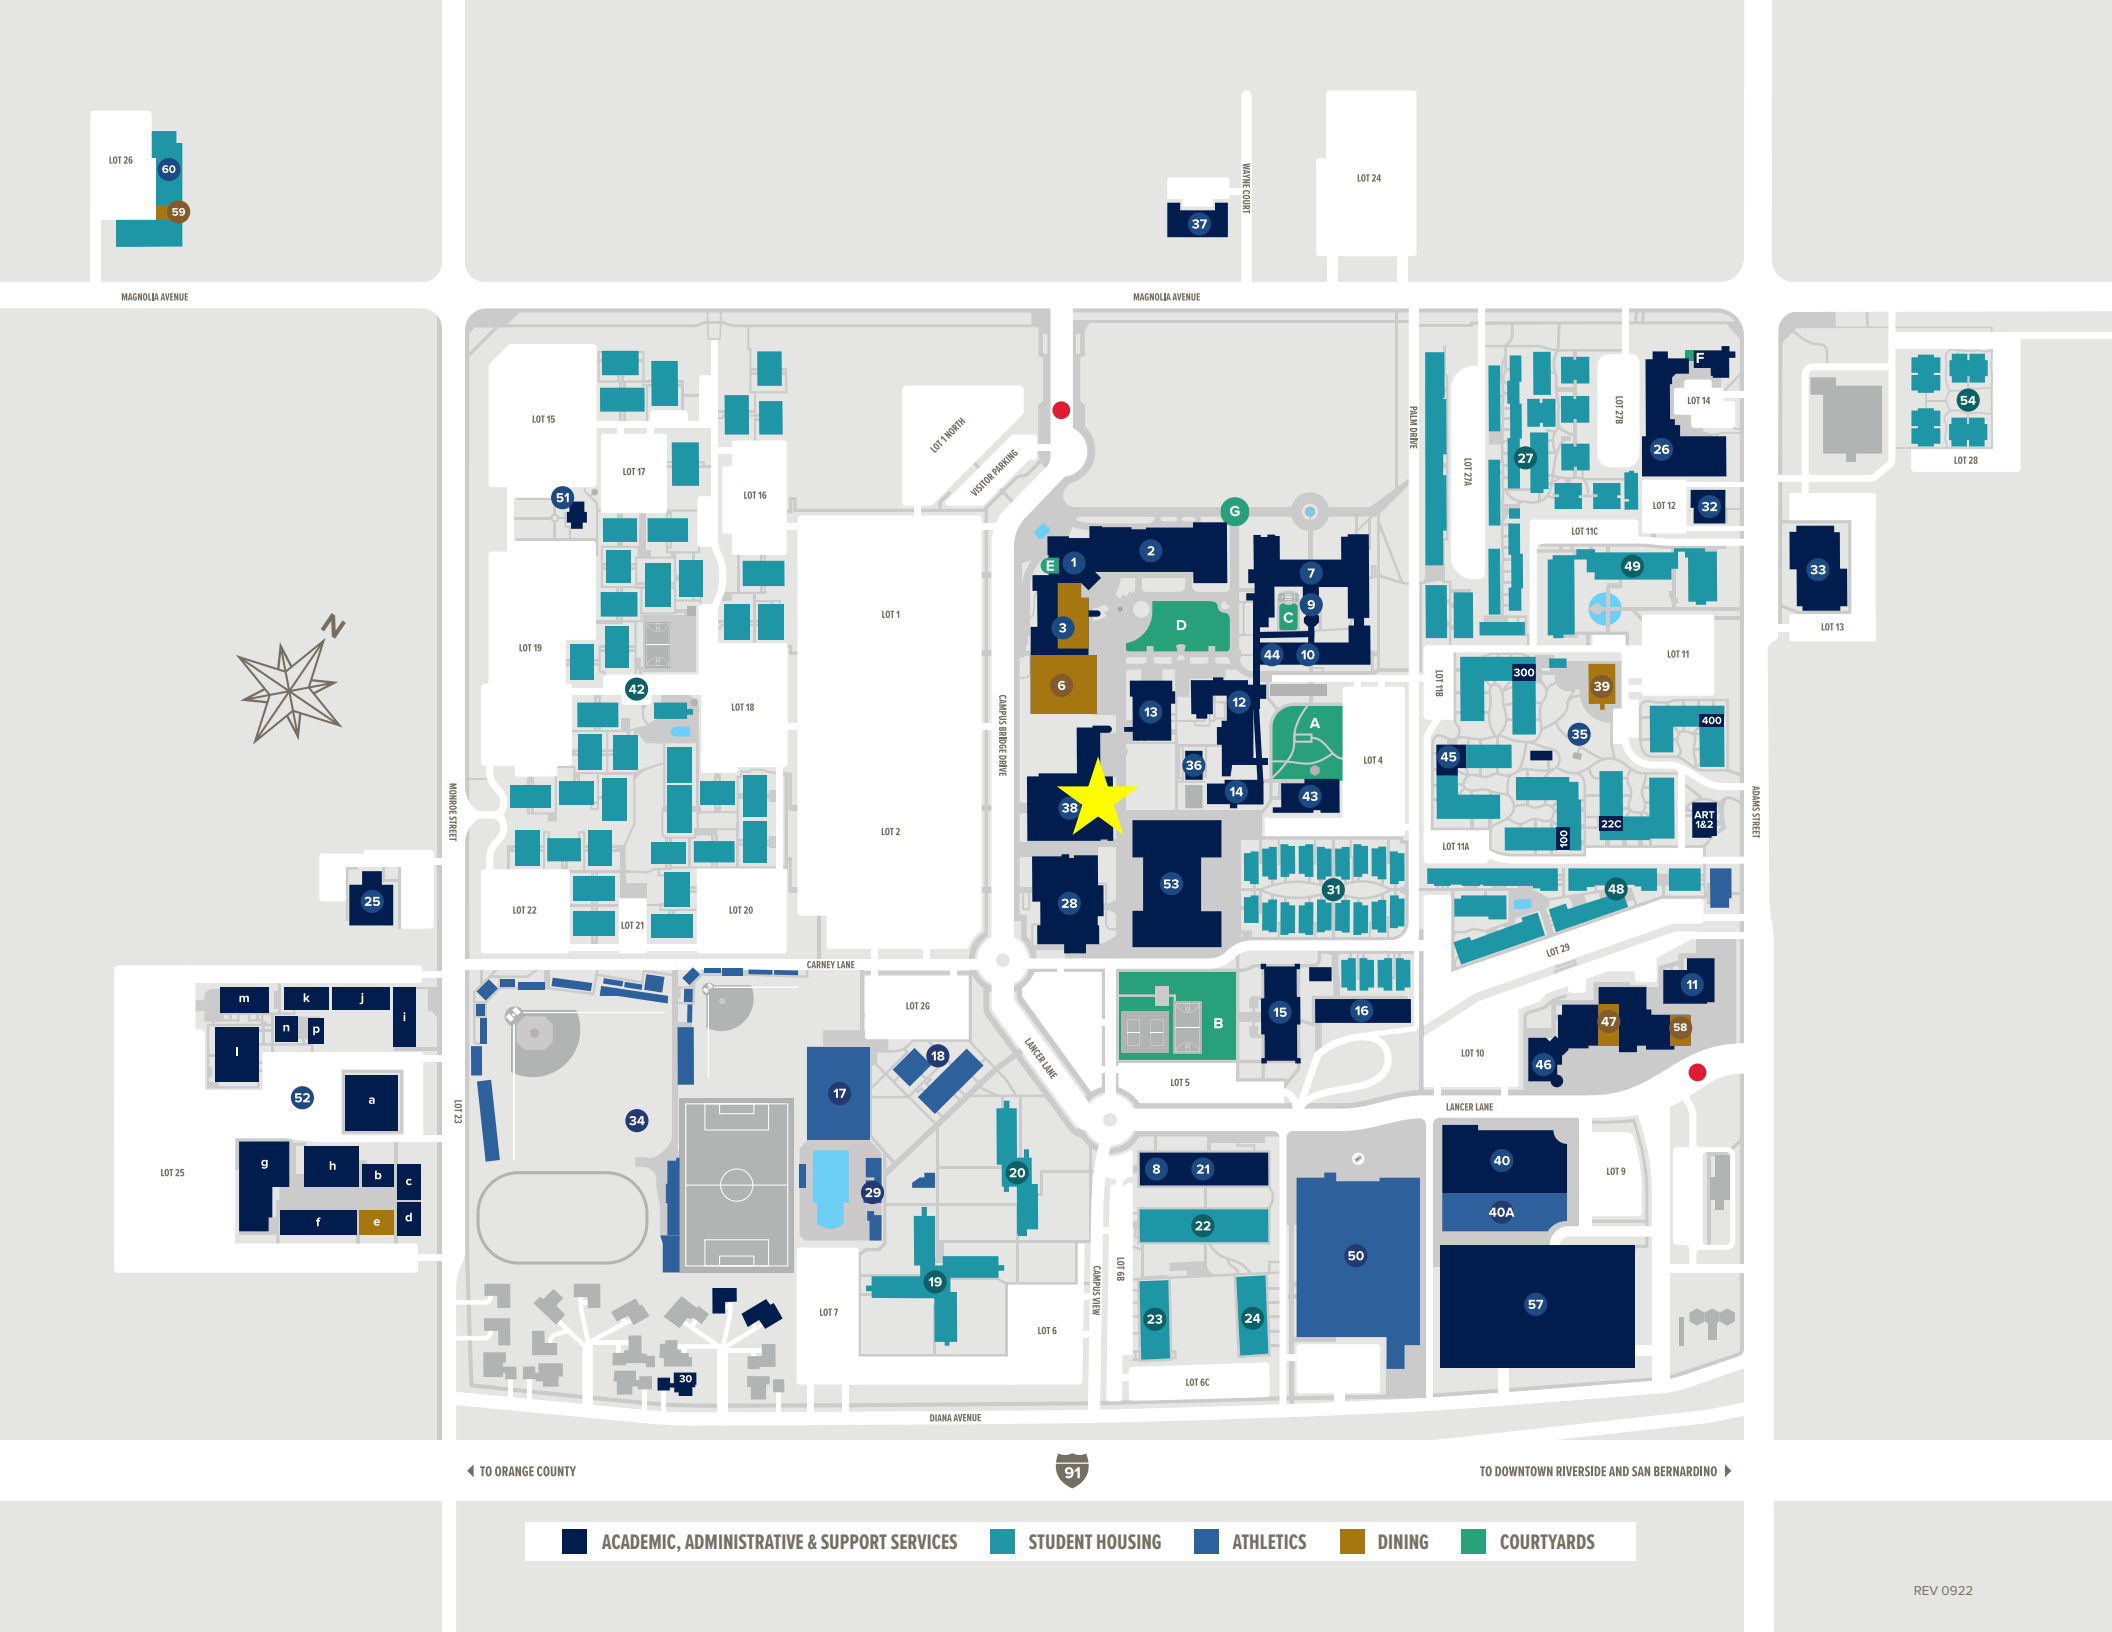 LOT 26
60
59
WAYNE COURT
LOT 24
37
MAGNOLIA AVENUE
MAGNOLIA AVENUE
LOT 15
LOT 17
LOT 16
51
LOT 1 NORTH
VISITOR PARKING
PALM DRIVE
LOT 27A
27
LOT 27B
F
LOT 14
26
LOT 12
32
LOT 11C
54
LOT 28
33
LOT 13
G
2
1
E
7
9
C
D
3
44
10
49
LOT 11
N
LOT 19
42
LOT 18
LOT 1
6
CAMPUS BRIDGE DRIVE
13
12
A
LOT 4
36
14
43
38
LOT 11B
300
39
35
400
45
22C
100
ART
1&2
LOT 11A
MONROE STREET
ADAMS STREET
LOT 2
25
LOT 22
LOT 21
LOT 20
28
53
31
48
LOT 29
CARNEY LANE
m
k
j
i
n
p
l
52
a
LOT 23
LOT 25
g
h
b
c
f
e
d
LOT 2G
LANCER LANE
18
17
34
29
20
19
B
15
16
LOT 5
LOT 10
11
47
58
46
LANCER LANE
8
21
22
23
24
LOT 6B
CAMPUS VIEW
LOT 6
LOT 7
LOT 6C
50
40
40A
LOT 9
57
30
DIANA AVENUE
TO ORANGE COUNTY
91
TO DOWNTOWN RIVERSIDE AND SAN BERNARDINO
ACADEMIC, ADMINISTRATIVE & SUPPORT SERVICES
STUDENT HOUSING
ATHLETICS
DINING
COURTYARDS
REV 0922